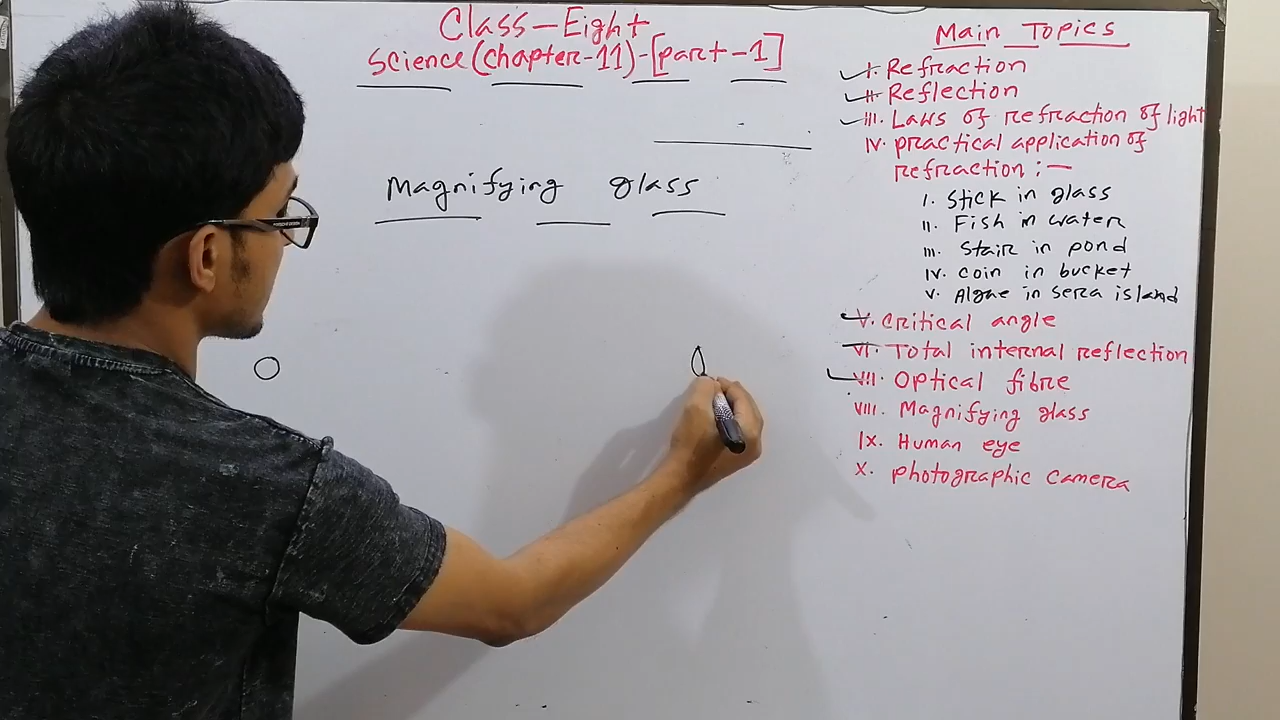 Class-Eight
Science (chapter-11)-[part-1]
Magnifying glass
Main Topics
I. Refraction
II. Reflection
III. Laws of refraction of light
IV. practical application of
refraction :—
I. Stick in glass
II. Fish in water
III. Stair in pond
IV. coin in bucket
V. Algae in sera island
V. Critical angle
VI. Total internal reflection
VII. Optical fibre
VIII. Magnifying glass
IX. Human eye
X. photographic camera